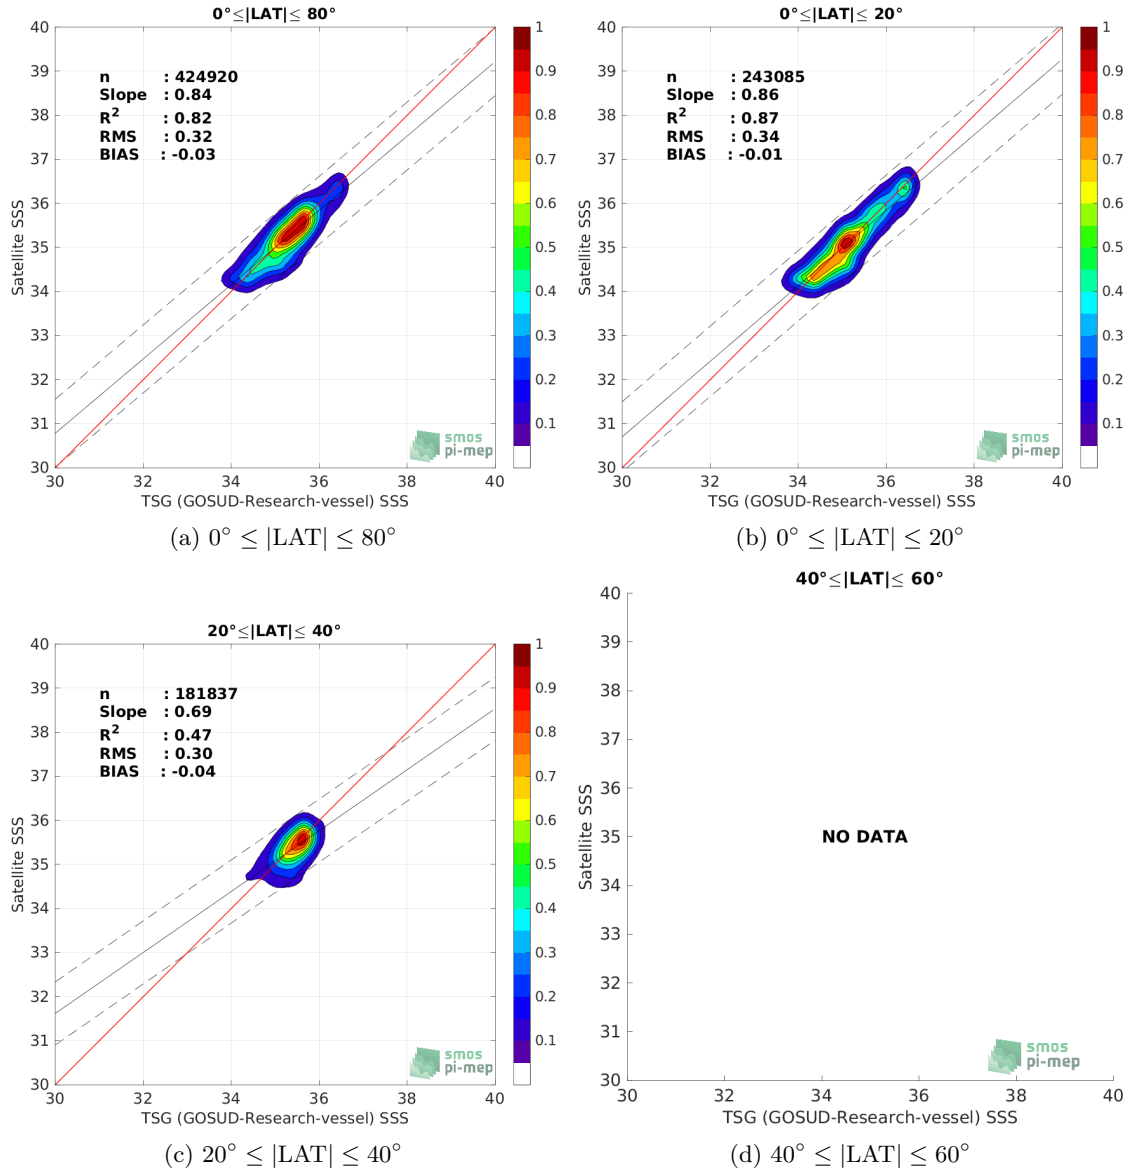 0°≤|LAT|≤ 80°
40
39
38
37
36
35
34
33
32
31
30
Satellite SSS
n : 424920
Slope : 0.84
R² : 0.82
RMS : 0.32
BIAS : -0.03
smos
pi-mep
30 32 34 36 38 40
TSG (GOSUD-Research-vessel) SSS
1
0.9
0.8
0.7
0.6
0.5
0.4
0.3
0.2
0.1
(a) 0° ≤ |LAT| ≤ 80°
0°≤|LAT|≤ 20°
40
39
38
37
36
35
34
33
32
31
30
Satellite SSS
n : 243085
Slope : 0.86
R² : 0.87
RMS : 0.34
BIAS : -0.01
smos
pi-mep
30 32 34 36 38 40
TSG (GOSUD-Research-vessel) SSS
1
0.9
0.8
0.7
0.6
0.5
0.4
0.3
0.2
0.1
(b) 0° ≤ |LAT| ≤ 20°
20°≤|LAT|≤ 40°
40
39
38
37
36
35
34
33
32
31
30
Satellite SSS
n : 181837
Slope : 0.69
R² : 0.47
RMS : 0.30
BIAS : -0.04
smos
pi-mep
30 32 34 36 38 40
TSG (GOSUD-Research-vessel) SSS
1
0.9
0.8
0.7
0.6
0.5
0.4
0.3
0.2
0.1
(c) 20° ≤ |LAT| ≤ 40°
40°≤|LAT|≤ 60°
40
39
38
37
36
35
34
33
32
31
30
Satellite SSS
NO DATA
smos
pi-mep
30 32 34 36 38 40
TSG (GOSUD-Research-vessel) SSS
(d) 40° ≤ |LAT| ≤ 60°